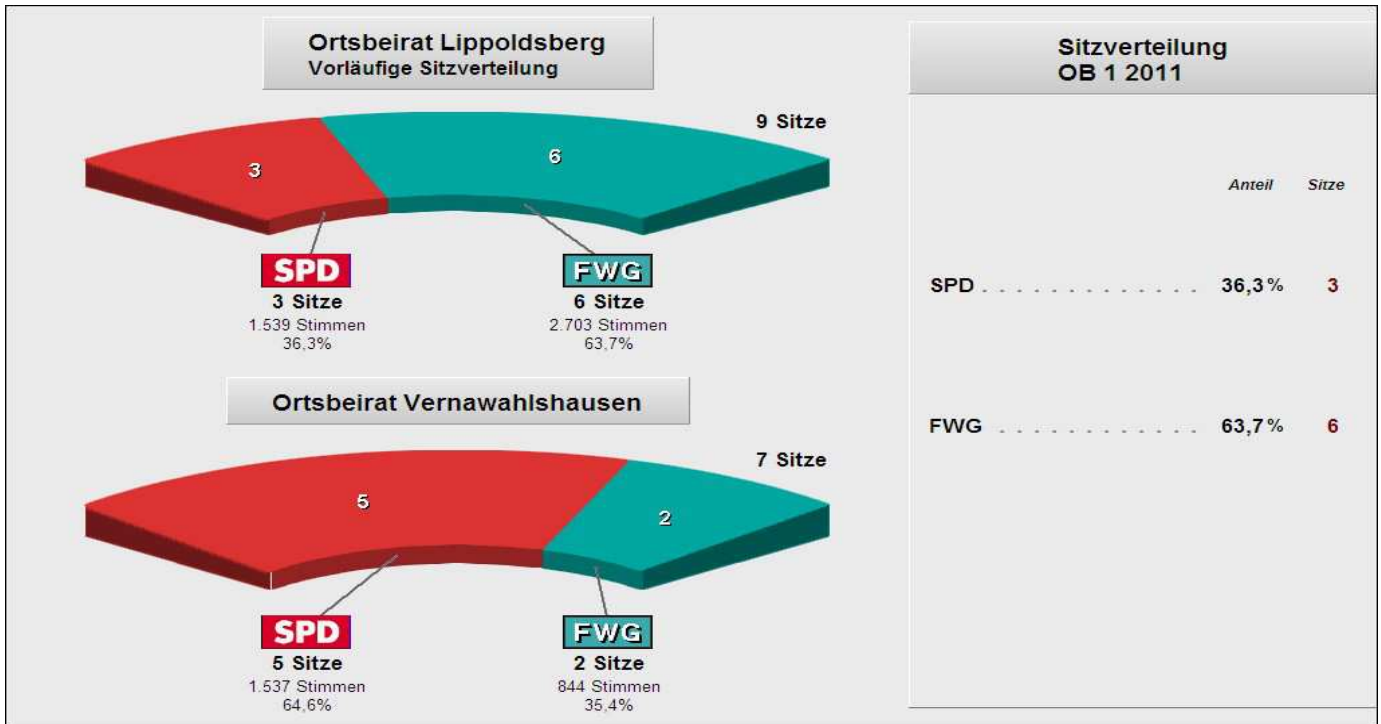 Ortsbeirat Lippoldsberg
Vorläufige Sitzverteilung
9 Sitze
3
6
SPD
FWG
3 Sitze
6 Sitze
1.539 Stimmen
2.703 Stimmen
36,3%
63,7%
Ortsbeirat Vernawahlshausen
7 Sitze
5
2
SPD
FWG
5 Sitze
2 Sitze
1.537 Stimmen
844 Stimmen
64,6%
35,4%
Sitzverteilung
OB 1 2011
Anteil Sitze
SPD . . . . . . . . . . . . . 36,3% 3
FWG . . . . . . . . . . . . 63,7% 6